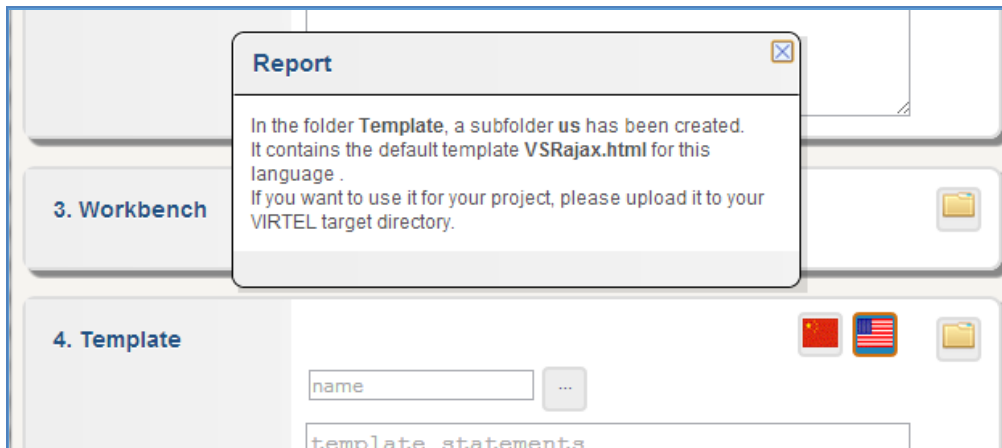 Report
In the folder Template, a subfolder us has been created.
It contains the default template VSRajax.html for this
language .
If you want to use it for your project, please upload it to your
VIRTEL target directory.
3. Workbench
4. Template
name
...
template statements